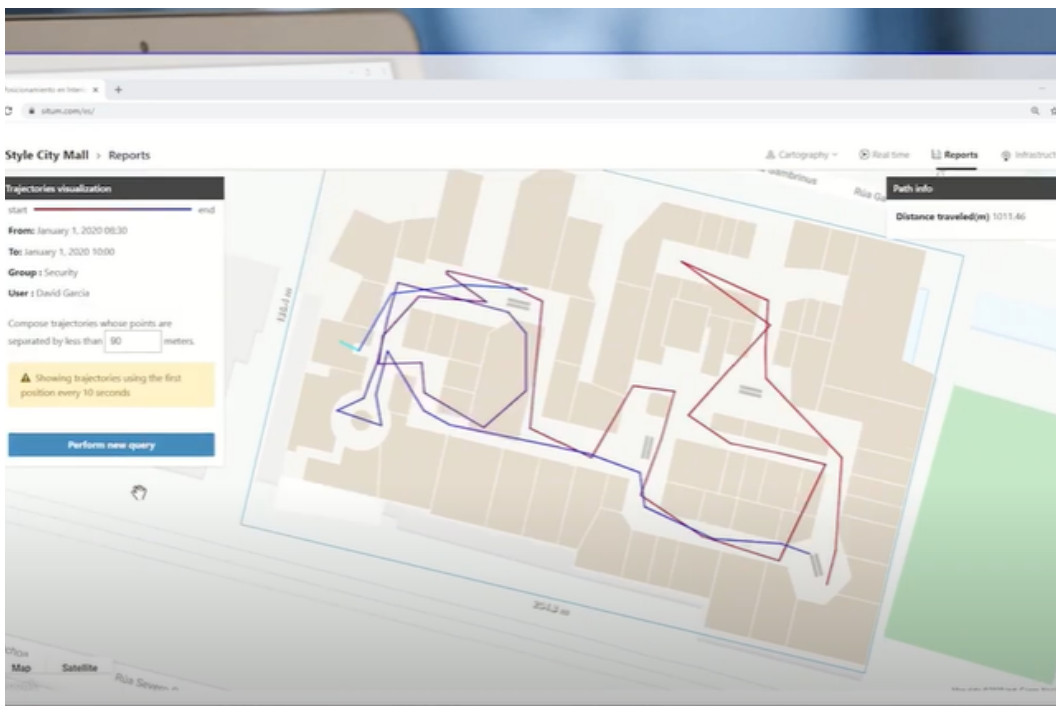 +
situm.com/es/
Style City Mall > Reports
Cartography
Real time
Reports
Trajectories visualization
start
end
From: January 1, 2020 08:30
To: January 1, 2020 10:00
Group : Security
User : David Garcia
Compose trajectories whose points are
separated by less than 90 meters.
Showing trajectories using the first
position every 10 seconds
Perform new query
Path info
Distance traveled(m) 1011.46
Map
Satellite